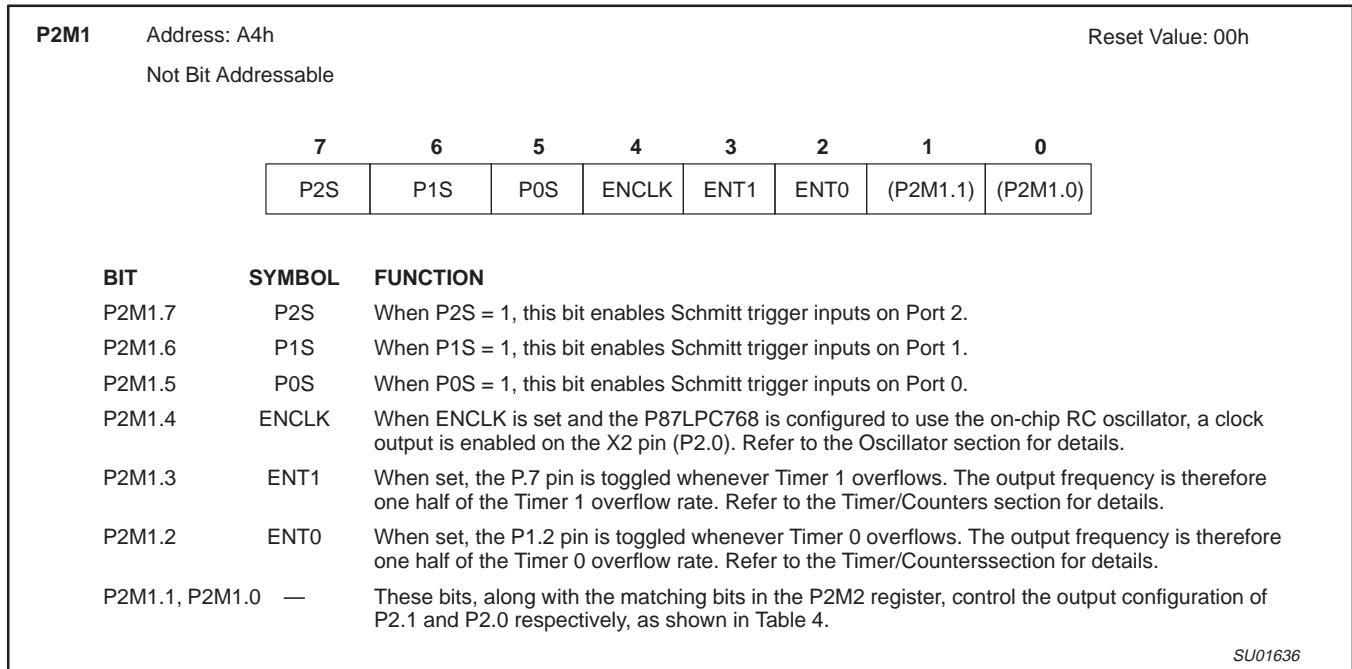 P2M1 Address: A4h Reset Value: 00h
Not Bit Addressable
7 6 5 4 3 2 1 0
P2S P1S P0S ENCLK ENT1 ENT0 (P2M1.1) (P2M1.0)
BIT SYMBOL FUNCTION
P2M1.7 P2S When P2S = 1, this bit enables Schmitt trigger inputs on Port 2.
P2M1.6 P1S When P1S = 1, this bit enables Schmitt trigger inputs on Port 1.
P2M1.5 P0S When P0S = 1, this bit enables Schmitt trigger inputs on Port 0.
P2M1.4 ENCLK When ENCLK is set and the P87LPC768 is configured to use the on-chip RC oscillator, a clock
output is enabled on the X2 pin (P2.0). Refer to the Oscillator section for details.
P2M1.3 ENT1 When set, the P.7 pin is toggled whenever Timer 1 overflows. The output frequency is therefore
one half of the Timer 1 overflow rate. Refer to the Timer/Counters section for details.
P2M1.2 ENT0 When set, the P1.2 pin is toggled whenever Timer 0 overflows. The output frequency is therefore
one half of the Timer 0 overflow rate. Refer to the Timer/Counterssection for details.
P2M1.1, P2M1.0 — These bits, along with the matching bits in the P2M2 register, control the output configuration of
P2.1 and P2.0 respectively, as shown in Table 4.
SU01636